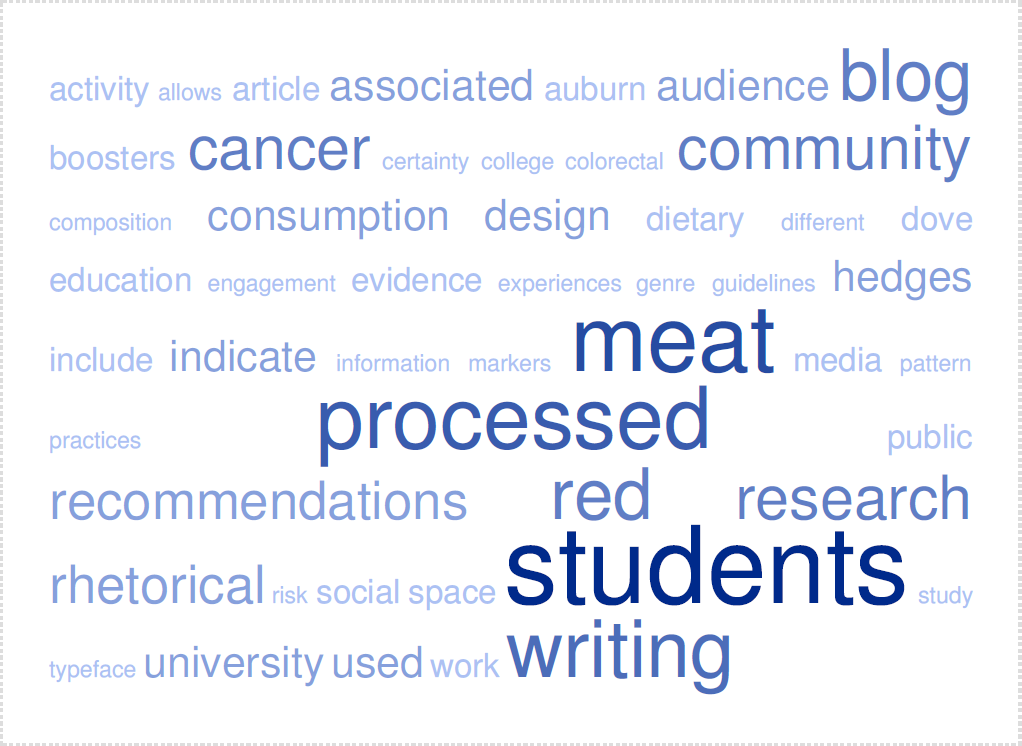 activity allows article associated auburn audience blog
boosters cancer certainty college colorectal community
composition consumption design dietary different dove
education engagement evidence experiences genre guidelines hedges
include indicate information markers meat media pattern
practices processed public
recommendations red research
rhetorical risk social space students study
typeface university used work writing